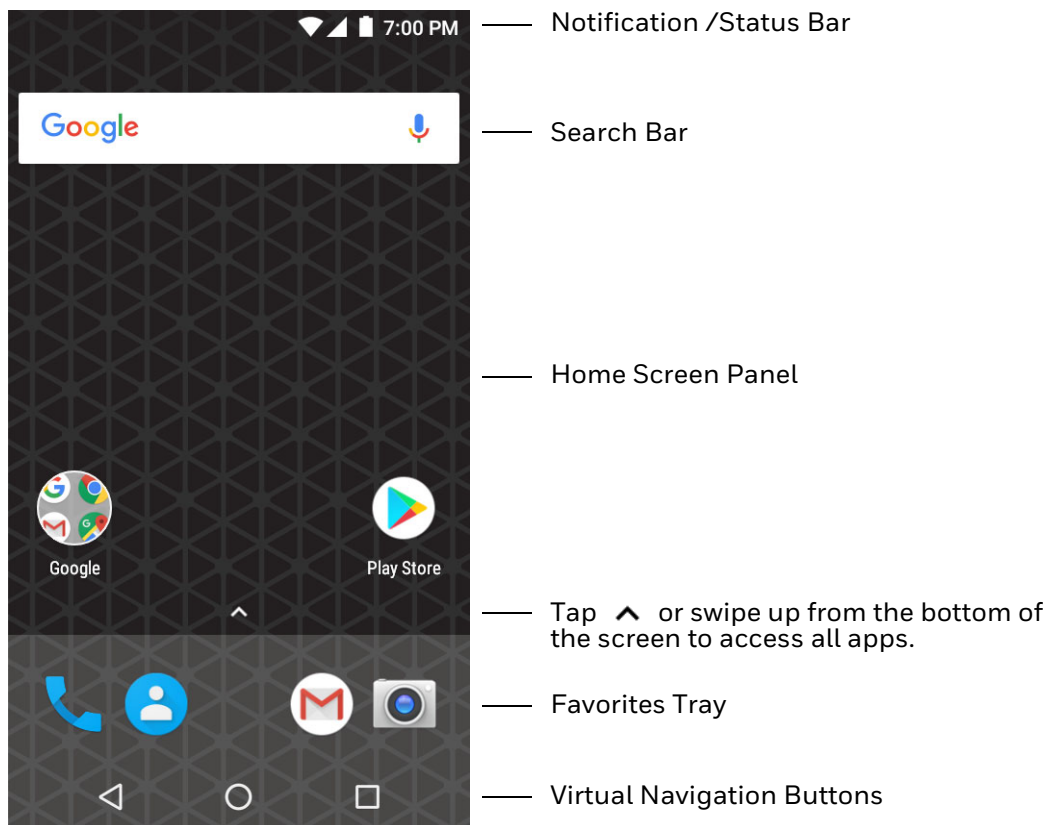 7:00 PM
Notification /Status Bar
Google
Search Bar
Home Screen Panel
Google
Play Store
Tap ^ or swipe up from the bottom of
the screen to access all apps.
Favorites Tray
Virtual Navigation Buttons